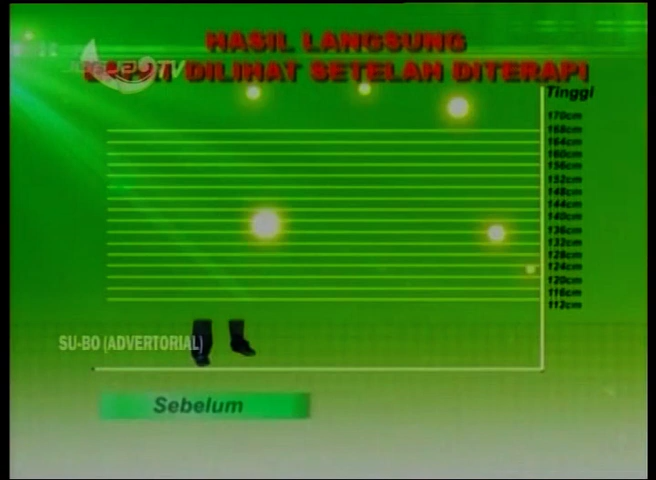 HASIL LANGSUNG
DILIHAT SETELAH DITERAPI
TV
Tinggi
170cm
168cm
164cm
160cm
156cm
152cm
148cm
144cm
140cm
136cm
132cm
128cm
124cm
120cm
116cm
112cm
SU-BO (ADVERTORIAL)
Sebelum